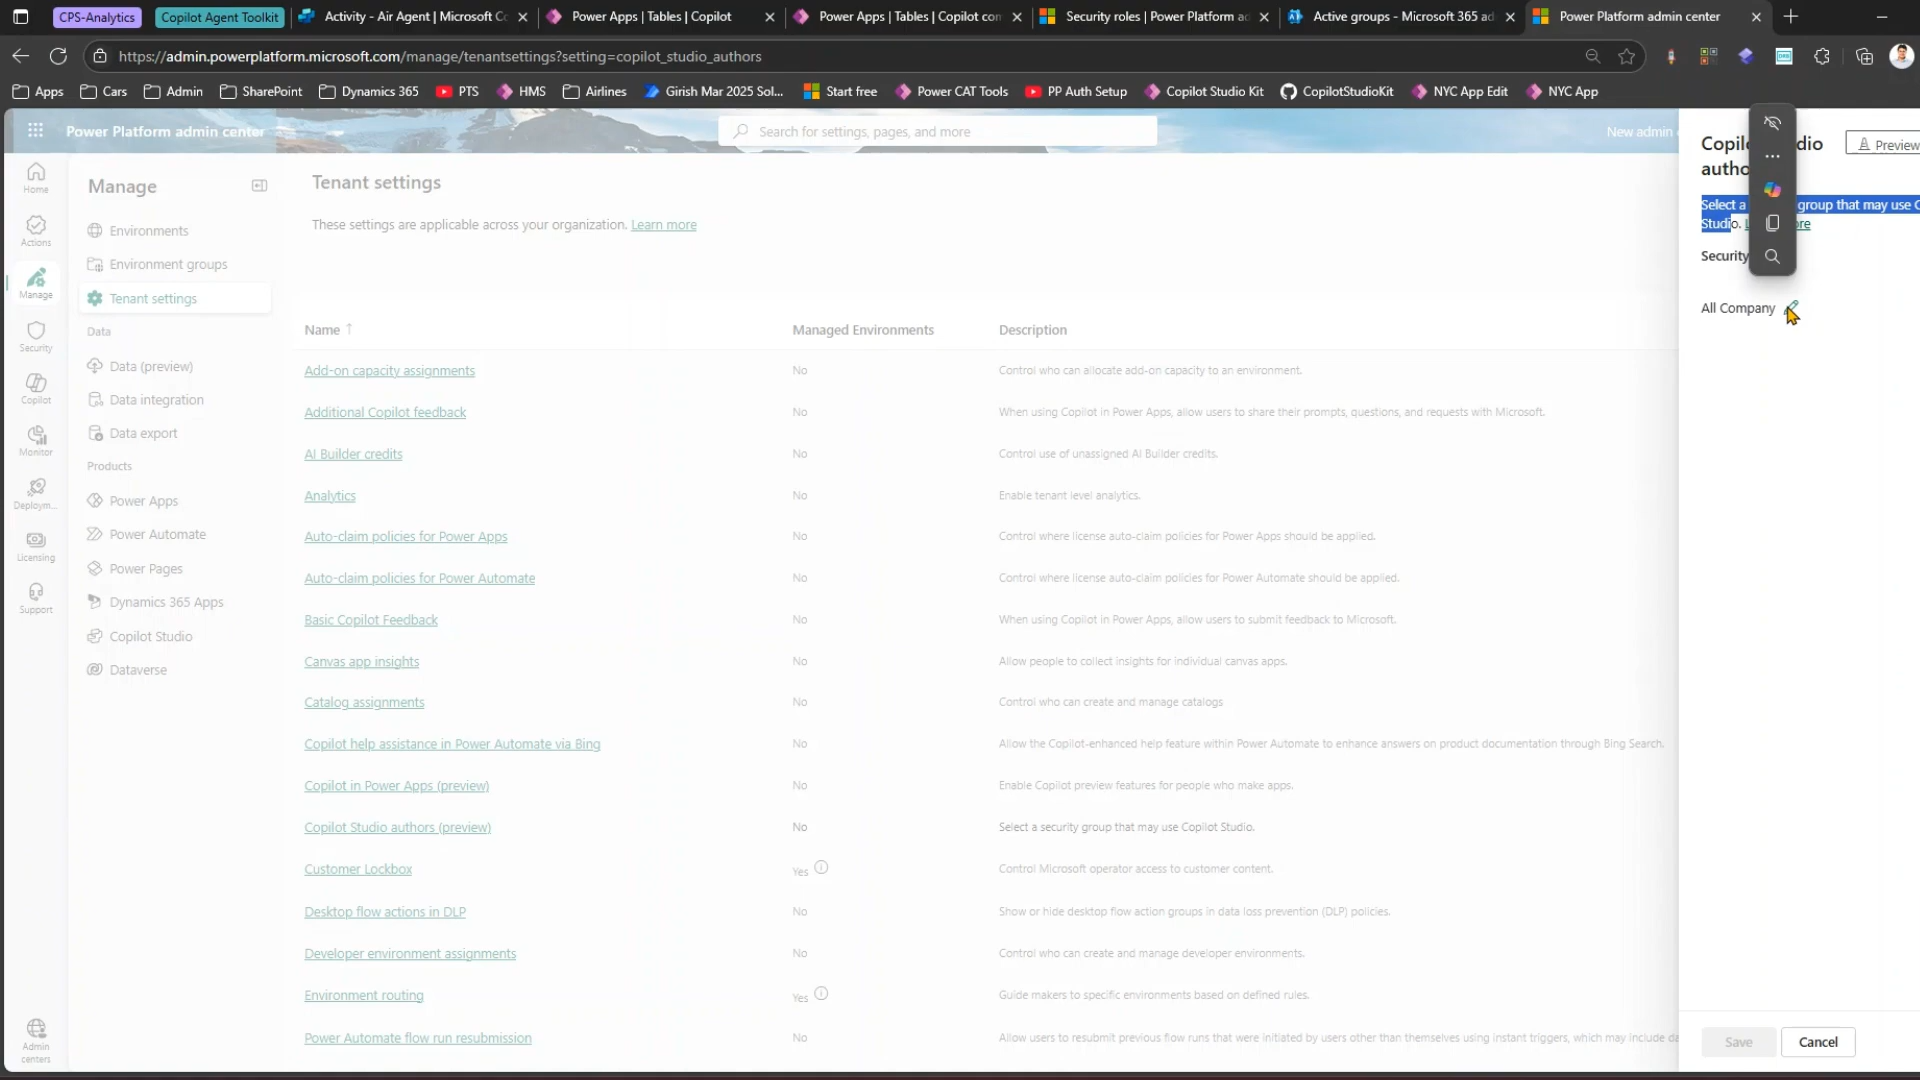 CPS-Analytics
Copilot Agent Toolkit
Activity - Air Agent | Microsoft Co
Power Apps | Tables | Copilot
Power Apps | Tables | Copilot con
Security roles | Power Platform ad
Active groups - Microsoft 365 ad
Power Platform admin center
https://admin.powerplatform.microsoft.com/manage/tenantsettings?setting=copilot_studio_authors
Apps
Cars
Admin
SharePoint
Dynamics 365
PTS
HMS
Airlines
Girish Mar 2025 Sol...
Start free
Power CAT Tools
PP Auth Setup
Copilot Studio Kit
CopilotStudioKit
NYC App Edit
NYC App
Power Platform admin center
Search for settings, pages, and more
New admin
Home
Actions
Manage
Security
Copilot
Monitor
Deploym...
Licensing
Support
Admin
centers
Manage
Environments
Environment groups
Tenant settings
Data
Data (preview)
Data integration
Data export
Products
Power Apps
Power Automate
Power Pages
Dynamics 365 Apps
Copilot Studio
Dataverse
Tenant settings
These settings are applicable across your organization. Learn more
Name ↑ Managed Environments Description
Add-on capacity assignments No Control who can allocate add-on capacity to an environment.
Additional Copilot feedback No When using Copilot in Power Apps, allow users to share their prompts, questions, and requests with Microsoft.
AI Builder credits No Control use of unassigned AI Builder credits.
Analytics No Enable tenant level analytics.
Auto-claim policies for Power Apps No Control where license auto-claim policies for Power Apps should be applied.
Auto-claim policies for Power Automate No Control where license auto-claim policies for Power Automate should be applied.
Basic Copilot Feedback No When using Copilot in Power Apps, allow users to submit feedback to Microsoft.
Canvas app insights No Allow people to collect insights for individual canvas apps.
Catalog assignments No Control who can create and manage catalogs
Copilot help assistance in Power Automate via Bing No Allow the Copilot-enhanced help feature within Power Automate to enhance answers on product documentation through Bing Search.
Copilot in Power Apps (preview) No Enable Copilot preview features for people who make apps.
Copilot Studio authors (preview) No Select a security group that may use Copilot Studio.
Customer Lockbox Yes Control Microsoft operator access to customer content.
Desktop flow actions in DLP No Show or hide desktop flow action groups in data loss prevention (DLP) policies.
Developer environment assignments No Control who can create and manage developer environments.
Environment routing Yes Guide makers to specific environments based on defined rules.
Power Automate flow run resubmission No Allow users to resubmit previous flow runs that were initiated by users other than themselves using instant triggers, which may include da
Copil dio
autho
Preview
Select a group that may use C
Studio. L re
Security
All Company
Save
Cancel